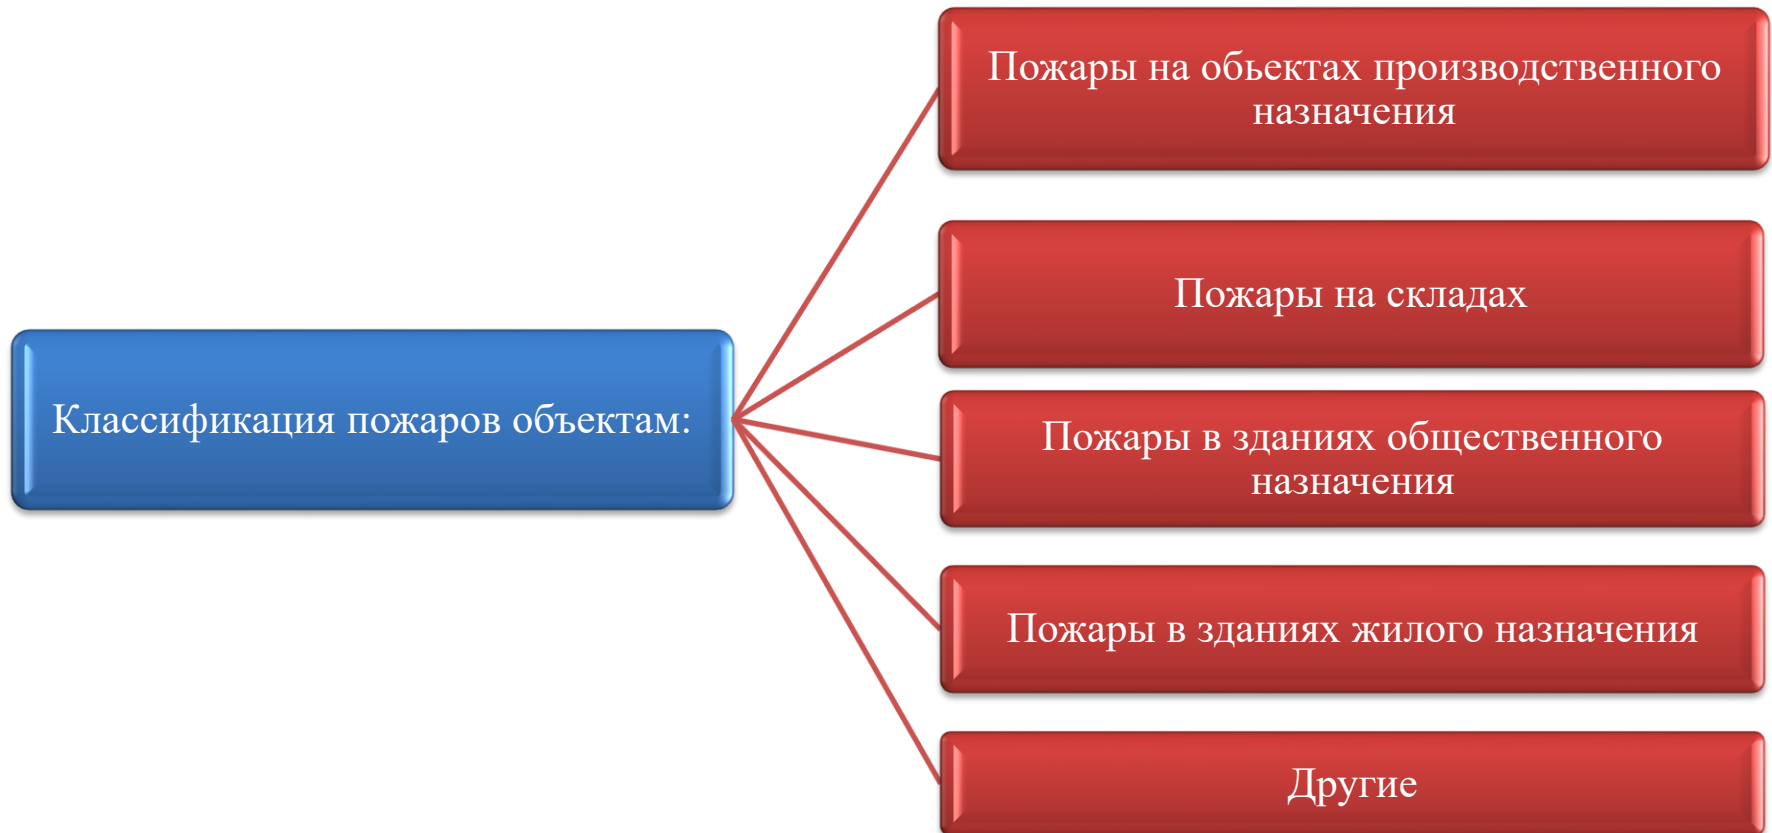 Пожары на обьектах производственного
назначения
Пожары на складах
Классификация пожаров объектам:
Пожары в зданиях общественного
назначения
Пожары в зданиях жилого назначения
Другие